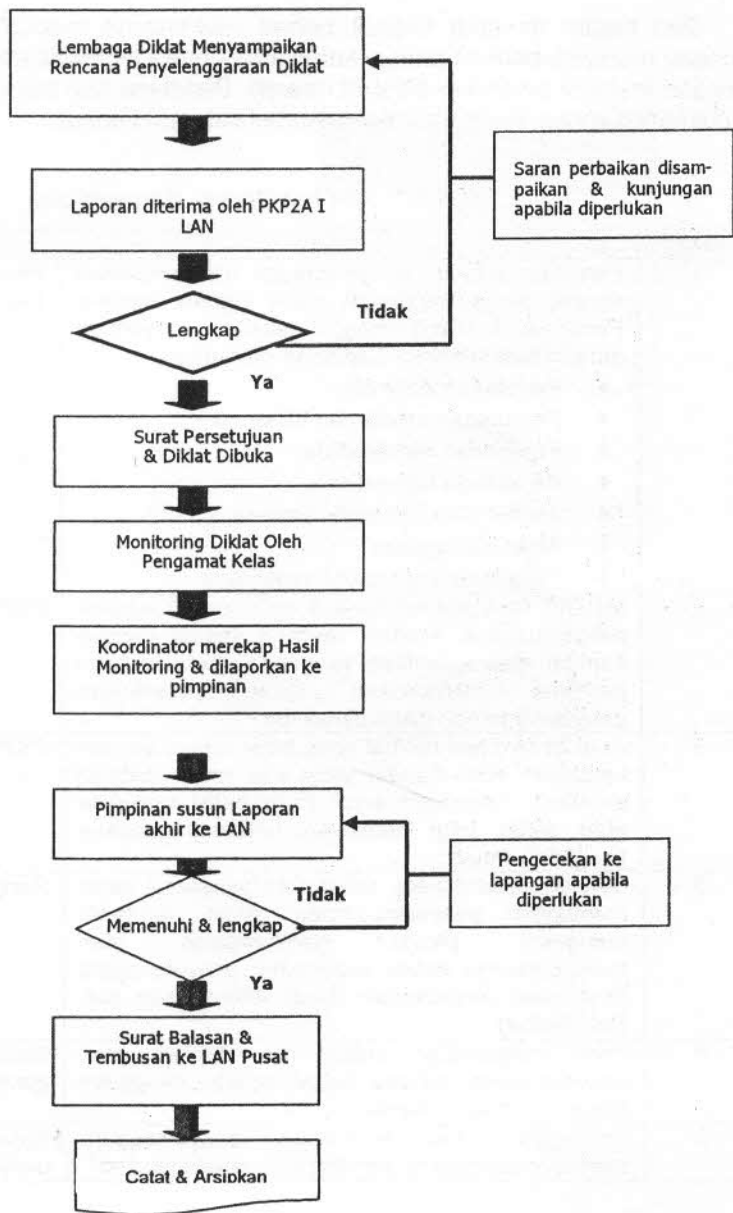 Lembaga Diklat Menyampaikan
Rencana Penyelenggaraan Diklat
Saran perbaikan disam-
paikan & kunjungan
apabila diperlukan
Laporan diterima oleh PKP2A I
LAN
Tidak
Lengkap
Ya
Surat Persetujuan
& Diklat Dibuka
Monitoring Diklat Oleh
Pengamat Kelas
Koordinator merekap Hasil
Monitoring & dilaporkan ke
pimpinan
Pimpinan susun Laporan
akhir ke LAN
Pengecekan ke
lapangan apabila
diperlukan
Tidak
Memenuhi & lengkap
Ya
Surat Balasan &
Tembusan ke LAN Pusat
Catat & Arsipkan